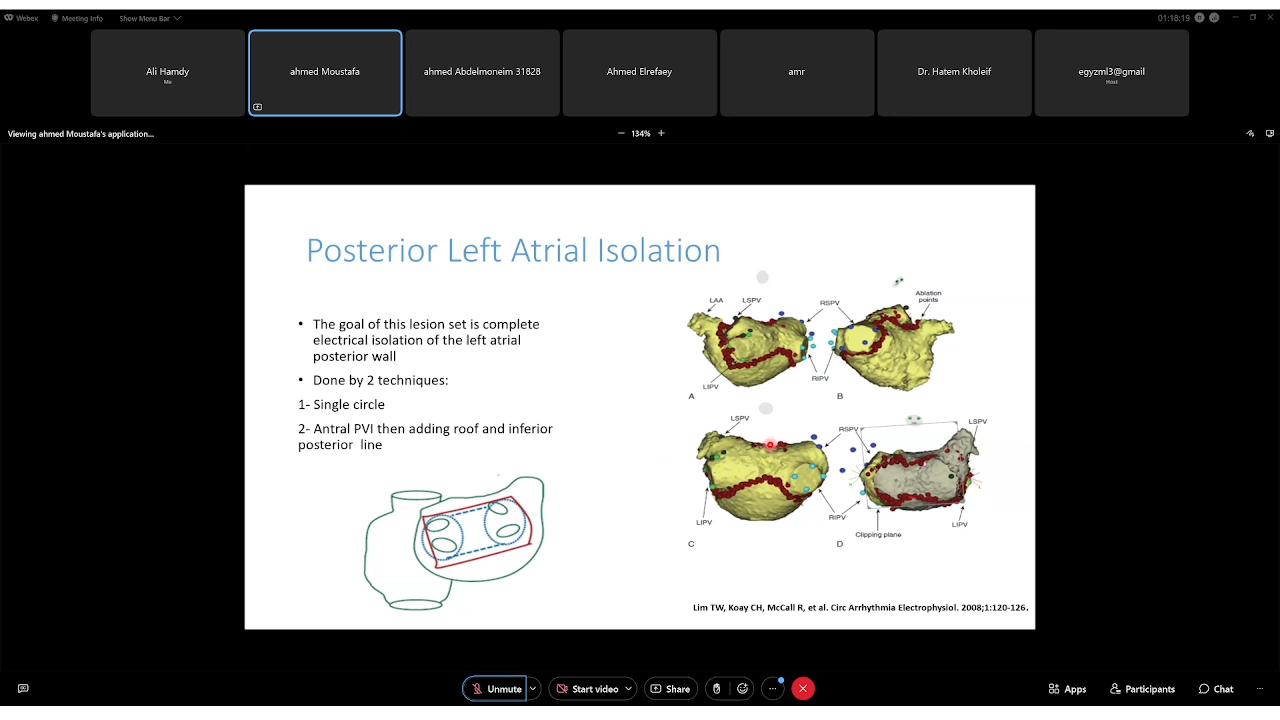 Webex Meeting Info Show Menu Bar 01:18:19
Ali Hamdy
Me
ahmed Moustafa
ahmed Abdelmoneim 31828
Ahmed Elrefaey
amr
Dr. Hatem Kholeif
egyzml3@gmail
Host
Viewing ahmed Moustafa's application...
134%
Posterior Left Atrial Isolation
• The goal of this lesion set is complete
electrical isolation of the left atrial
posterior wall
• Done by 2 techniques:
1- Single circle
2- Antral PVI then adding roof and inferior
posterior line
LAA LSPV RSPV Ablation
points
LIPV RIPV
A B
LSPV RSPV LSPV
LIPV RIPV LIPV
Clipping plane
C D
Lim TW, Koay CH, McCall R, et al. Circ Arrhythmia Electrophysiol. 2008;1:120-126.
Unmute Start video Share Apps Participants Chat